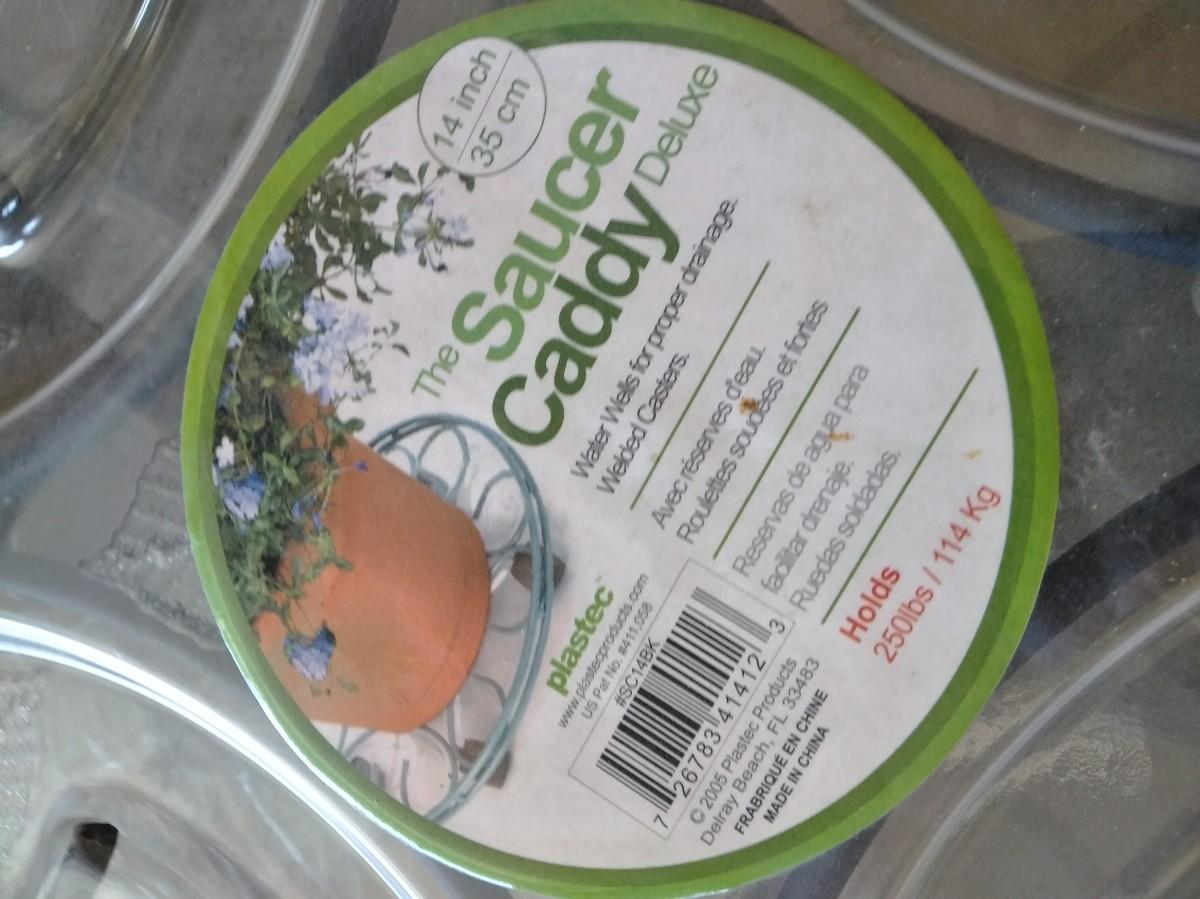 14 inch
35 cm
The
Saucer
Caddy Deluxe
Water Wells for proper drainage.
Welded Casters.
Avec réserves d'eau.
Roulettes soudées et fortes
Reservas de agua para
facilitar drenaje.
Ruedas soldadas.
Holds
250lbs / 114 Kg
plastec™
www.plastecproducts.com
US Pat No. #411,058
#SC14BK
7 26783 41412 3
© 2005 Plastec Products
Delray Beach, FL 33483
FRABRIQUÉ EN CHINE
MADE IN CHINA